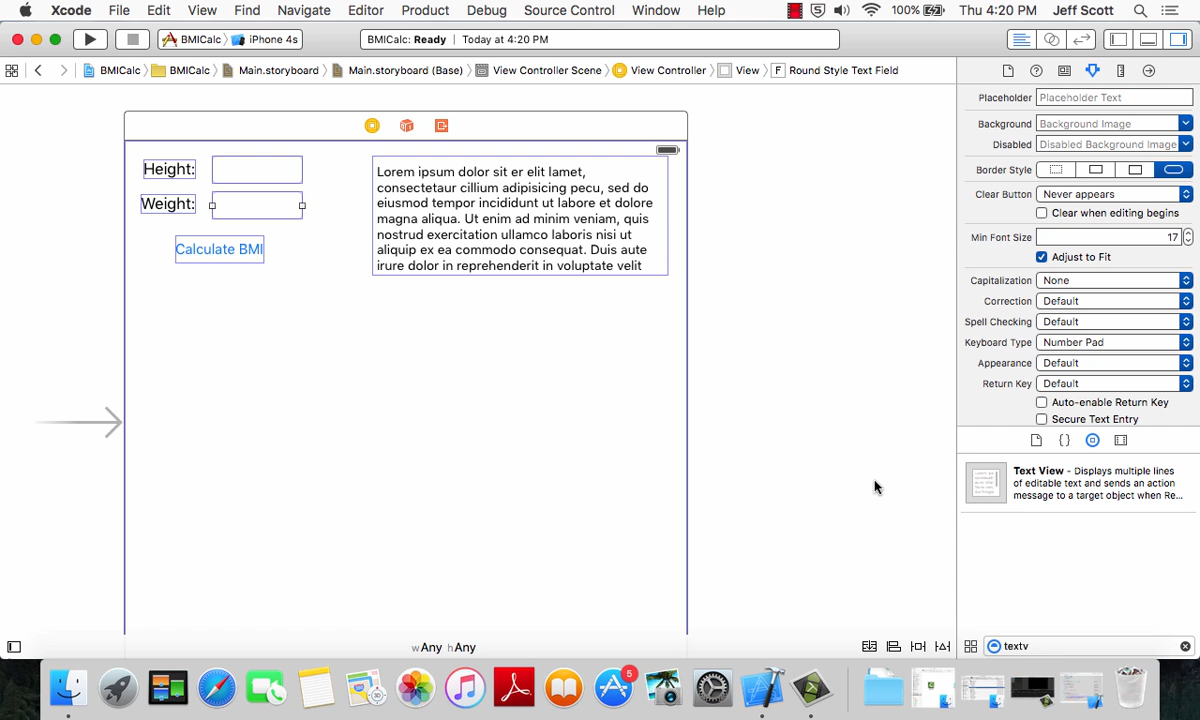 Xcode File Edit View Find Navigate Editor Product Debug Source Control Window Help 100% Thu 4:20 PM Jeff Scott
BMICalc iPhone 4s BMICalc: Ready | Today at 4:20 PM
BMICalc BMICalc Main.storyboard Main.storyboard (Base) View Controller Scene View Controller View F Round Style Text Field
Placeholder Placeholder Text
Background Background Image
Disabled Disabled Background Image
Border Style
Clear Button Never appears
Clear when editing begins
Min Font Size 17
Adjust to Fit
Capitalization None
Correction Default
Spell Checking Default
Keyboard Type Number Pad
Appearance Default
Return Key Default
Auto-enable Return Key
Secure Text Entry
Height:
Weight:
Calculate BMI
Lorem ipsum dolor sit er elit lamet,
consectetaur cillium adipisicing pecu, sed do
eiusmod tempor incididunt ut labore et dolore
magna aliqua. Ut enim ad minim veniam, quis
nostrud exercitation ullamco laboris nisi ut
aliquip ex ea commodo consequat. Duis aute
irure dolor in reprehenderit in voluptate velit
Text View - Displays multiple lines
of editable text and sends an action
message to a target object when Re...
wAny hAny
textv
5